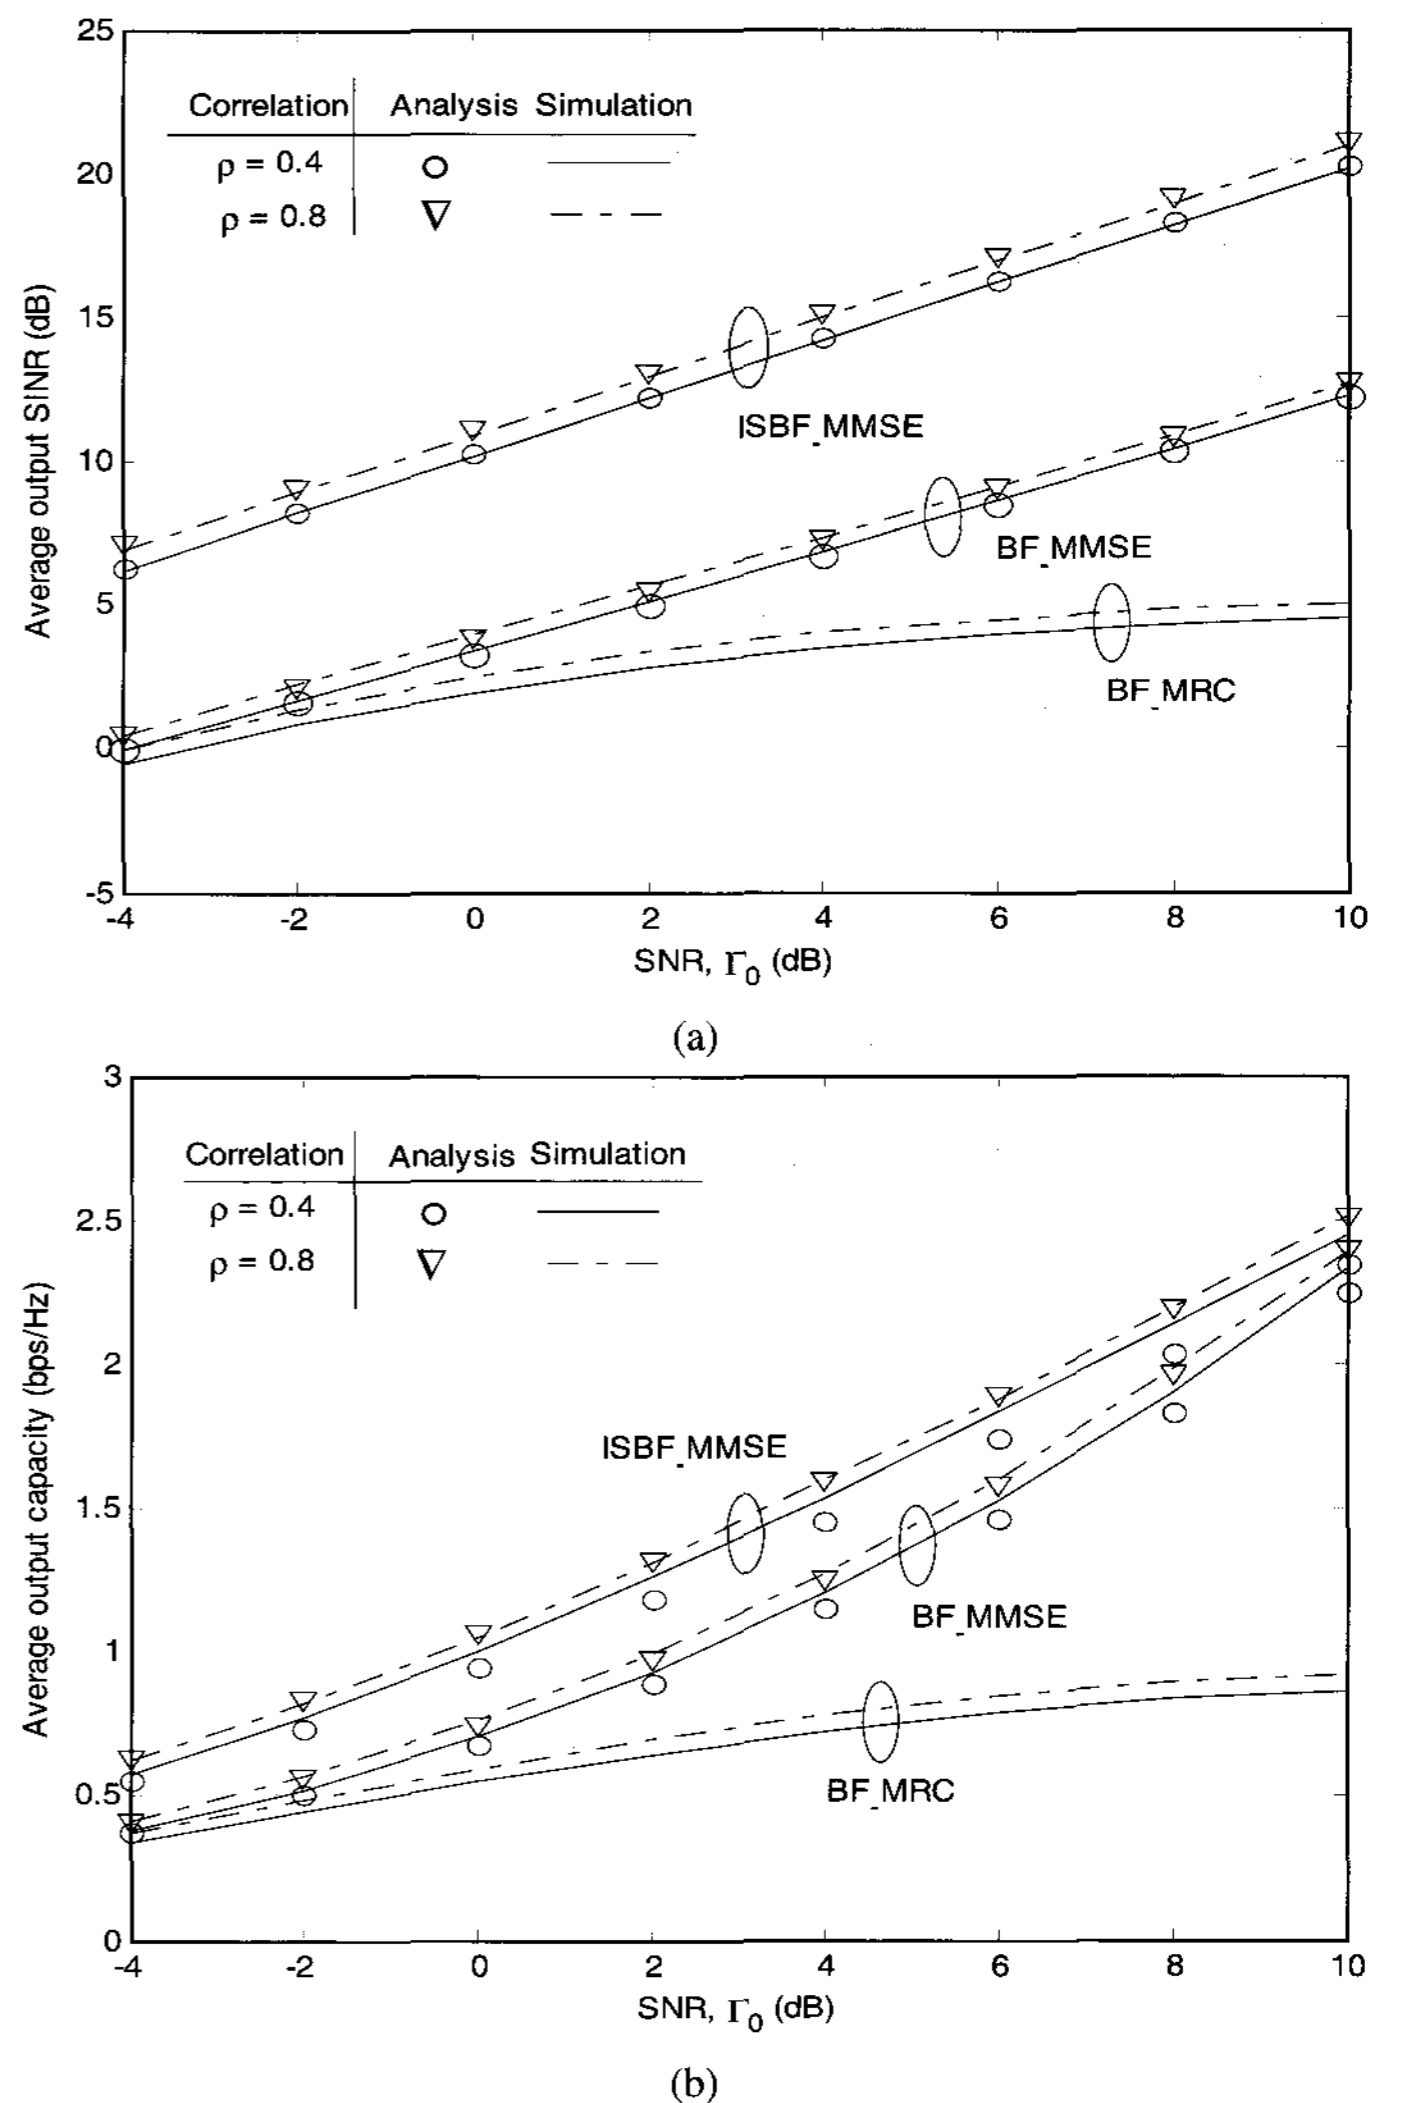 25
Correlation Analysis Simulation
ρ = 0.4
20
ρ = 0.8
15
ISBF_MMSE
10
BF_MMSE
5
BF_MRC
0
-5
-4 -2 0 2 4 6 8 10
Average output SINR (dB)
SNR, Γ0 (dB)
(a)
3
Correlation Analysis Simulation
ρ = 0.4
2.5
ρ = 0.8
2
ISBF_MMSE
1.5
BF_MMSE
1
BF_MRC
0.5
0
-4 -2 0 2 4 6 8 10
Average output capacity (bps/Hz)
SNR, Γ0 (dB)
(b)